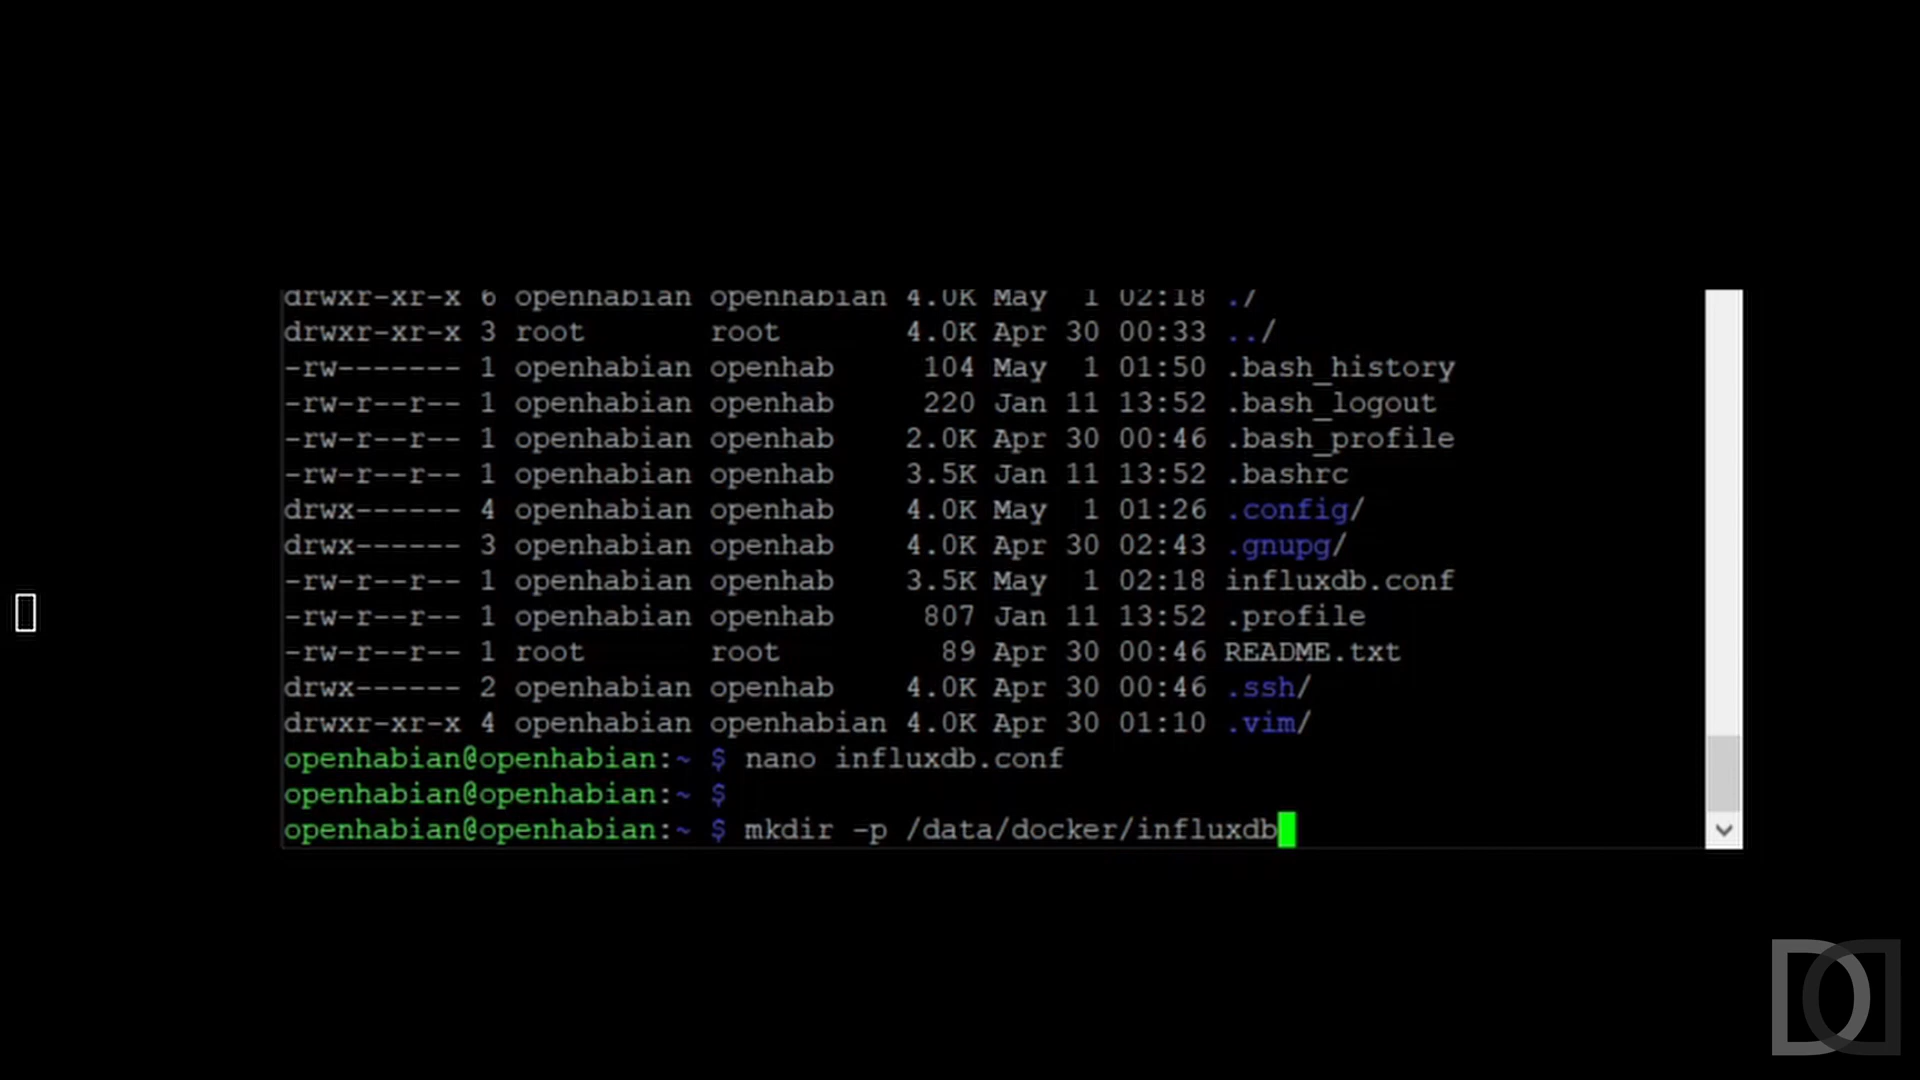 drwxr-xr-x 6 openhabian openhabian 4.0K May  1 02:18 ./
drwxr-xr-x 3 root       root       4.0K Apr 30 00:33 ../
-rw------- 1 openhabian openhab     104 May  1 01:50 .bash_history
-rw-r--r-- 1 openhabian openhab     220 Jan 11 13:52 .bash_logout
-rw-r--r-- 1 openhabian openhab    2.0K Apr 30 00:46 .bash_profile
-rw-r--r-- 1 openhabian openhab    3.5K Jan 11 13:52 .bashrc
drwx------ 4 openhabian openhab    4.0K May  1 01:26 .config/
drwx------ 3 openhabian openhab    4.0K Apr 30 02:43 .gnupg/
-rw-r--r-- 1 openhabian openhab    3.5K May  1 02:18 influxdb.conf
-rw-r--r-- 1 openhabian openhab     807 Jan 11 13:52 .profile
-rw-r--r-- 1 root       root         89 Apr 30 00:46 README.txt
drwx------ 2 openhabian openhab    4.0K Apr 30 00:46 .ssh/
drwxr-xr-x 4 openhabian openhabian 4.0K Apr 30 01:10 .vim/
openhabian@openhabian:~ $ nano influxdb.conf
openhabian@openhabian:~ $
openhabian@openhabian:~ $ mkdir -p /data/docker/influxdb
DD